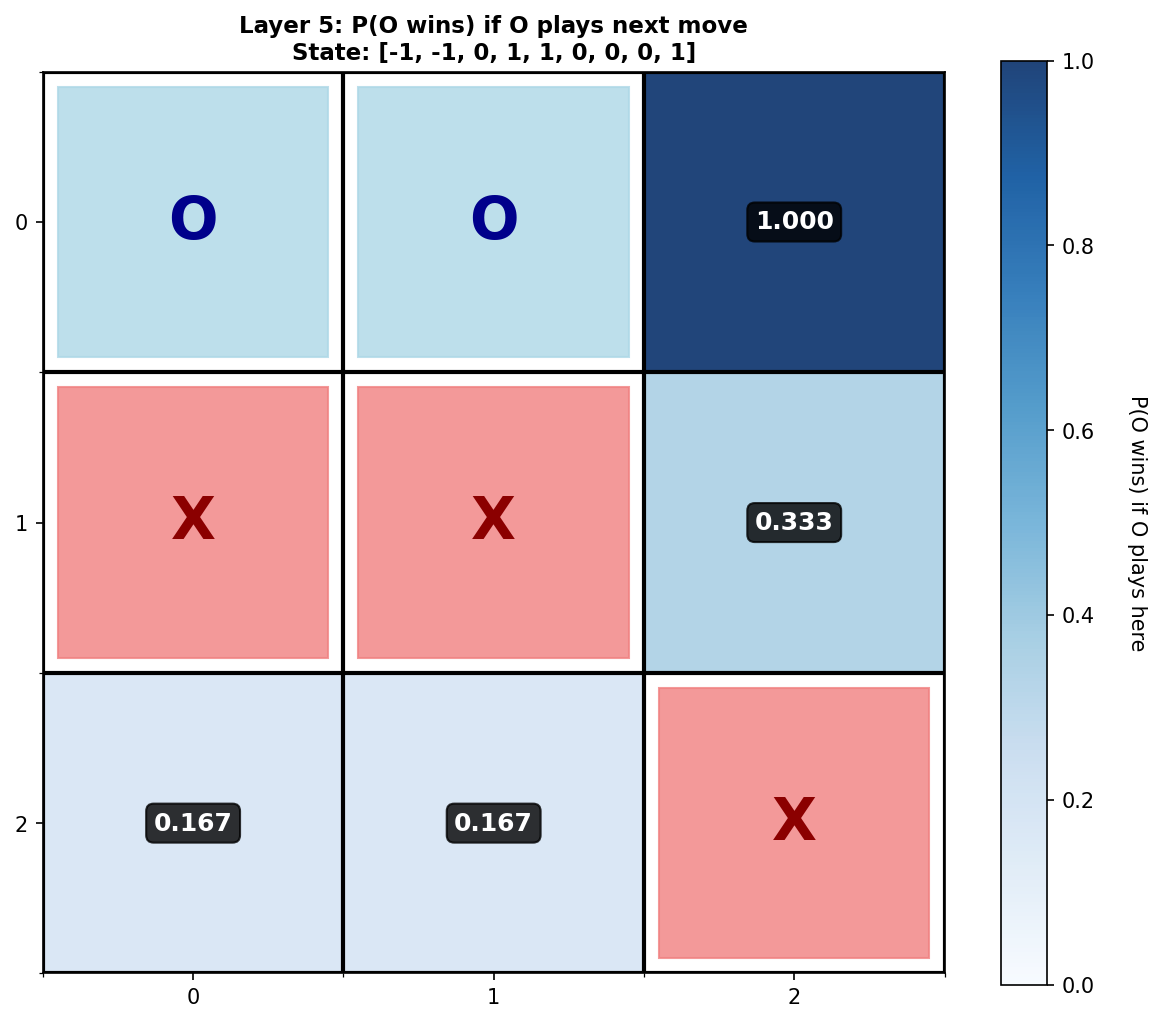 Layer 5: P(O wins) if O plays next move
State: [-1, -1, 0, 1, 1, 0, 0, 0, 1]
0
O
O
1.000
1
X
X
0.333
2
0.167
0.167
X
0
1
2
1.0
0.8
0.6
0.4
0.2
0.0
P(O wins) if O plays here